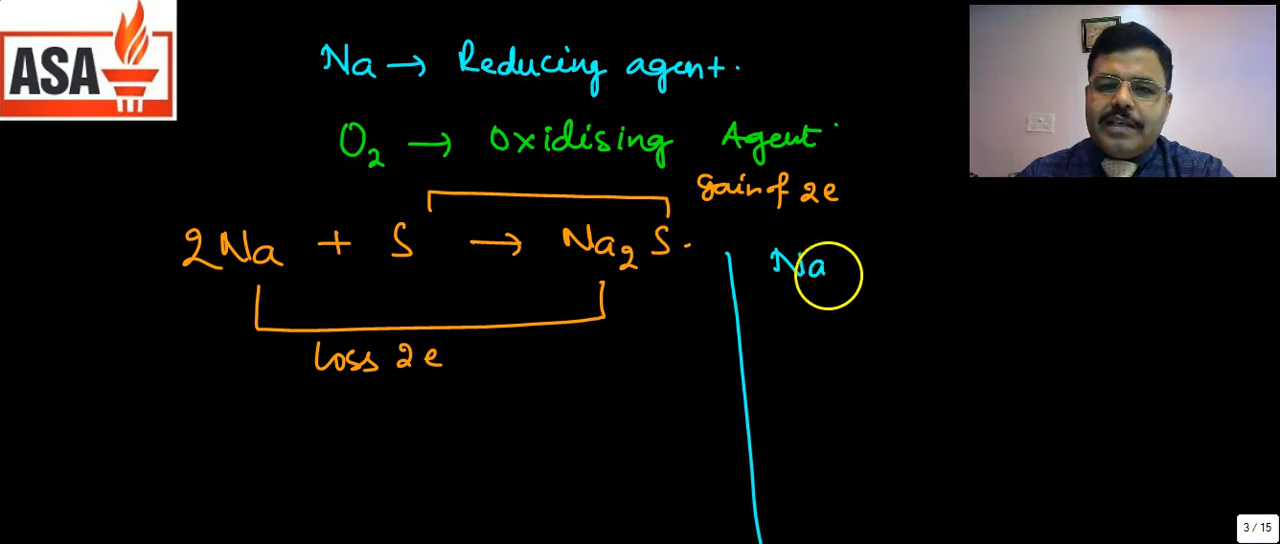 ASA
Na → Reducing agent.
O₂ → Oxidising Agent
gain of 2e
2Na + S → Na₂S.
Na
Loss 2e
3 / 15